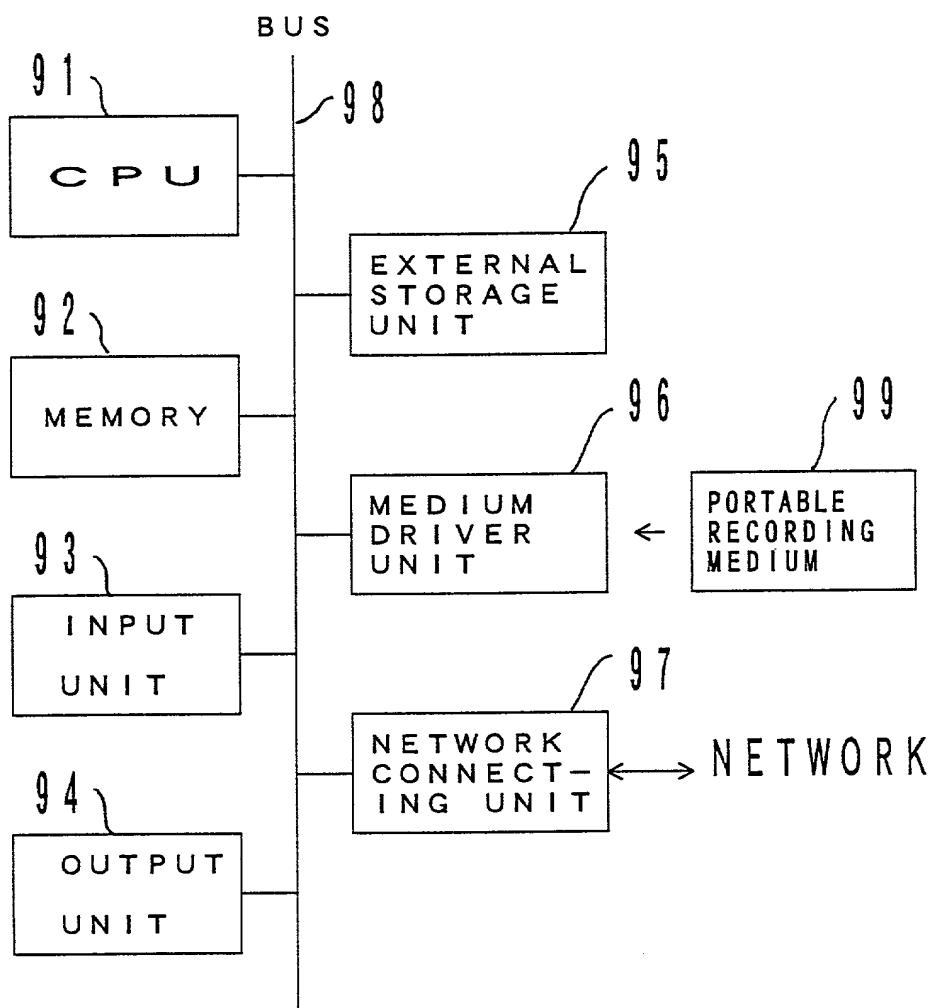 BUS
91
98
CPU
95
EXTERNAL
STORAGE
UNIT
92
MEMORY
96
99
MEDIUM
DRIVER
UNIT
PORTABLE
RECORDING
MEDIUM
93
INPUT
UNIT
97
NETWORK
CONNECT-
ING UNIT
NETWORK
94
OUTPUT
UNIT